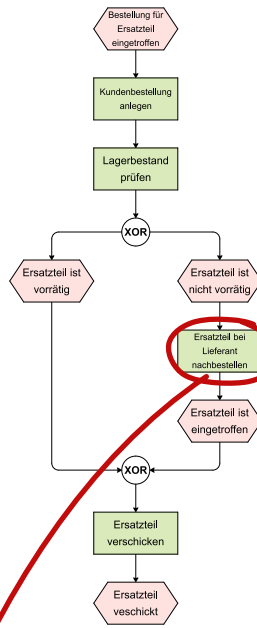 Bestellung für
Ersatzteil
eingetroffen
Kundenbestellung
anlegen
Lagerbestand
prüfen
XOR
Ersatzteil ist
vorrätig
Ersatzteil ist
nicht vorrätig
Ersatzteil bei
Lieferant
nachbestellen
Ersatzteil ist
eingetroffen
XOR
Ersatzteil
verschicken
Ersatzteil
veschickt